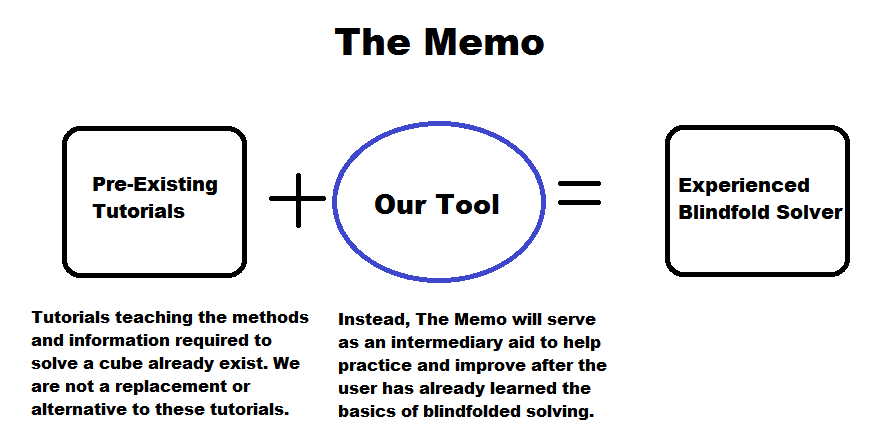 The Memo
Pre-Existing
Tutorials
+
Our Tool
=
Experienced
Blindfold Solver
Tutorials teaching the methods
and information required to
solve a cube already exist. We
are not a replacement or
alternative to these tutorials.
Instead, The Memo will serve
as an intermediary aid to help
practice and improve after the
user has already learned the
basics of blindfolded solving.